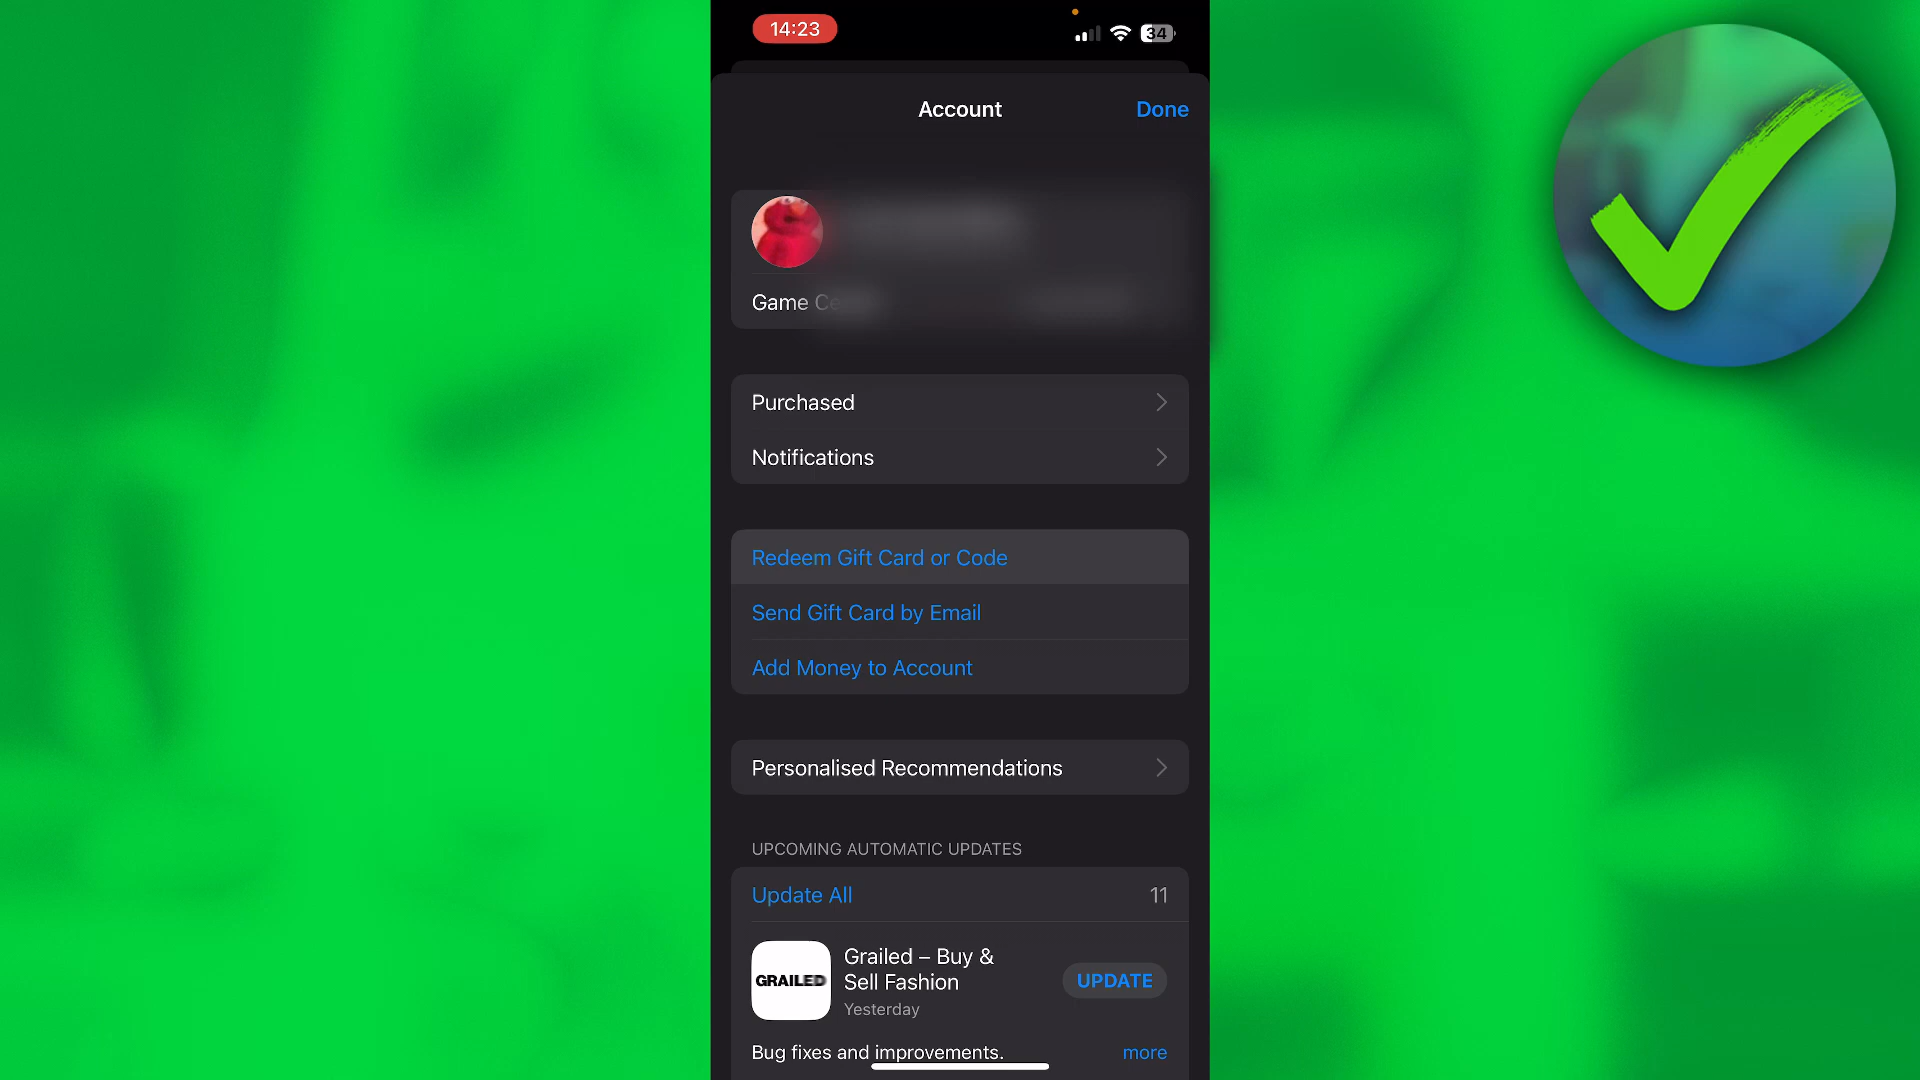 14:23
34
Account
Done
Game
Purchased
Notifications
Redeem Gift Card or Code
Send Gift Card by Email
Add Money to Account
Personalised Recommendations
UPCOMING AUTOMATIC UPDATES
Update All
11
GRAILED
Grailed – Buy &
Sell Fashion
Yesterday
UPDATE
Bug fixes and improvements.
more